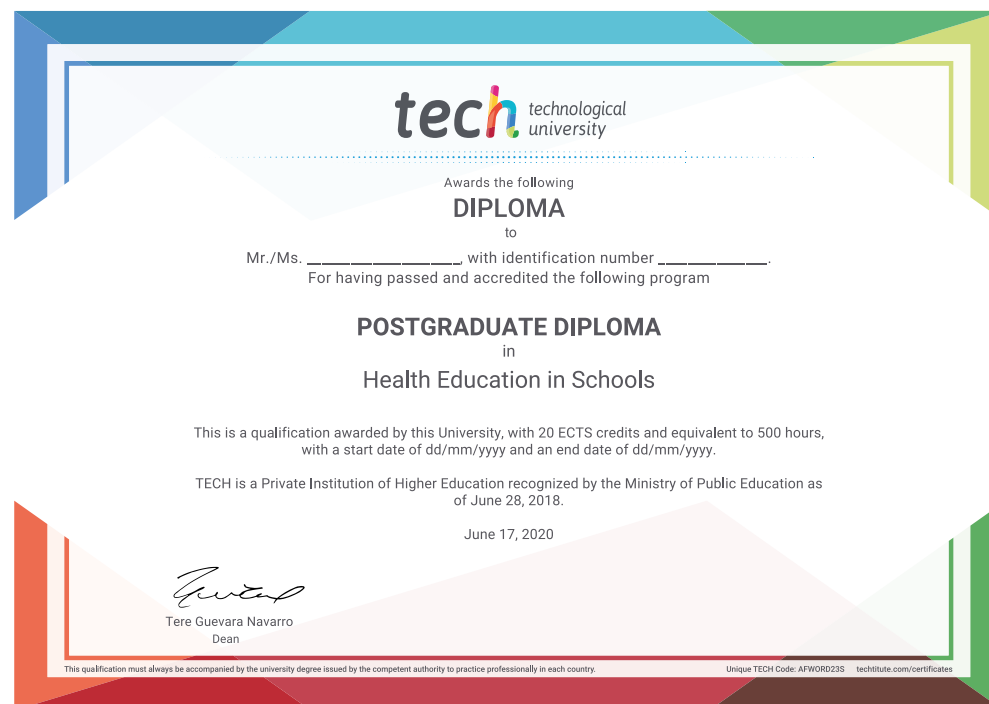 tech technological
university
Awards the following
DIPLOMA
to
Mr./Ms. ____________________, with identification number ______________.
For having passed and accredited the following program
POSTGRADUATE DIPLOMA
in
Health Education in Schools
This is a qualification awarded by this University, with 20 ECTS credits and equivalent to 500 hours,
with a start date of dd/mm/yyyy and an end date of dd/mm/yyyy.
TECH is a Private Institution of Higher Education recognized by the Ministry of Public Education as
of June 28, 2018.
June 17, 2020
Tere Guevara Navarro
Dean
This qualification must always be accompanied by the university degree issued by the competent authority to practice professionally in each country.
Unique TECH Code: AFWORD23S techtitute.com/certificates